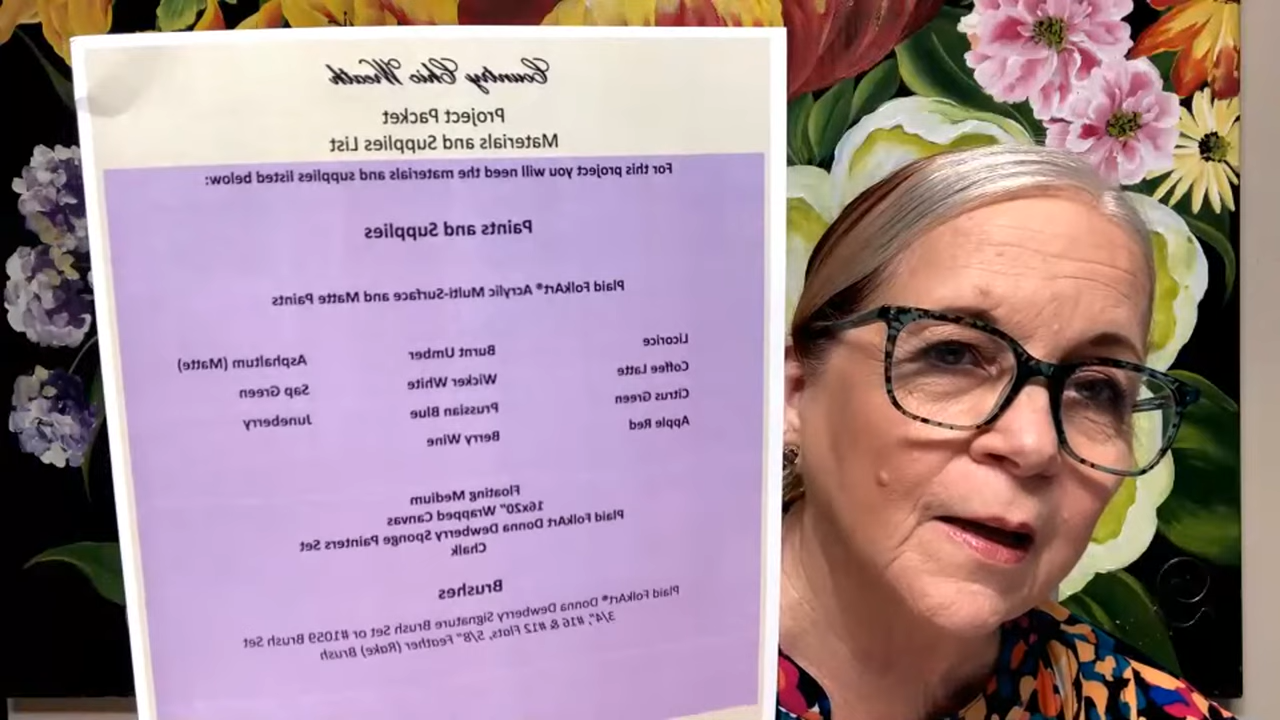 Country Chic Wreath
Project Packet
Materials and Supplies List
For this project you will need the materials and supplies listed below:
Paints and Supplies
Plaid FolkArt® Acrylic Multi-Surface and Matte Paints
Licorice Burnt Umber Asphaltum (Matte)
Coffee Latte Wicker White Sap Green
Citrus Green Prussian Blue Juneberry
Apple Red Berry Wine
Floating Medium
16x20" Wrapped Canvas
Plaid FolkArt Donna Dewberry Sponge Painters Set
Chalk
Brushes
Plaid FolkArt® Donna Dewberry Signature Brush Set or #1059 Brush Set
3/4", #16 & #12 Flats, 5/8" Feather (Rake) Brush